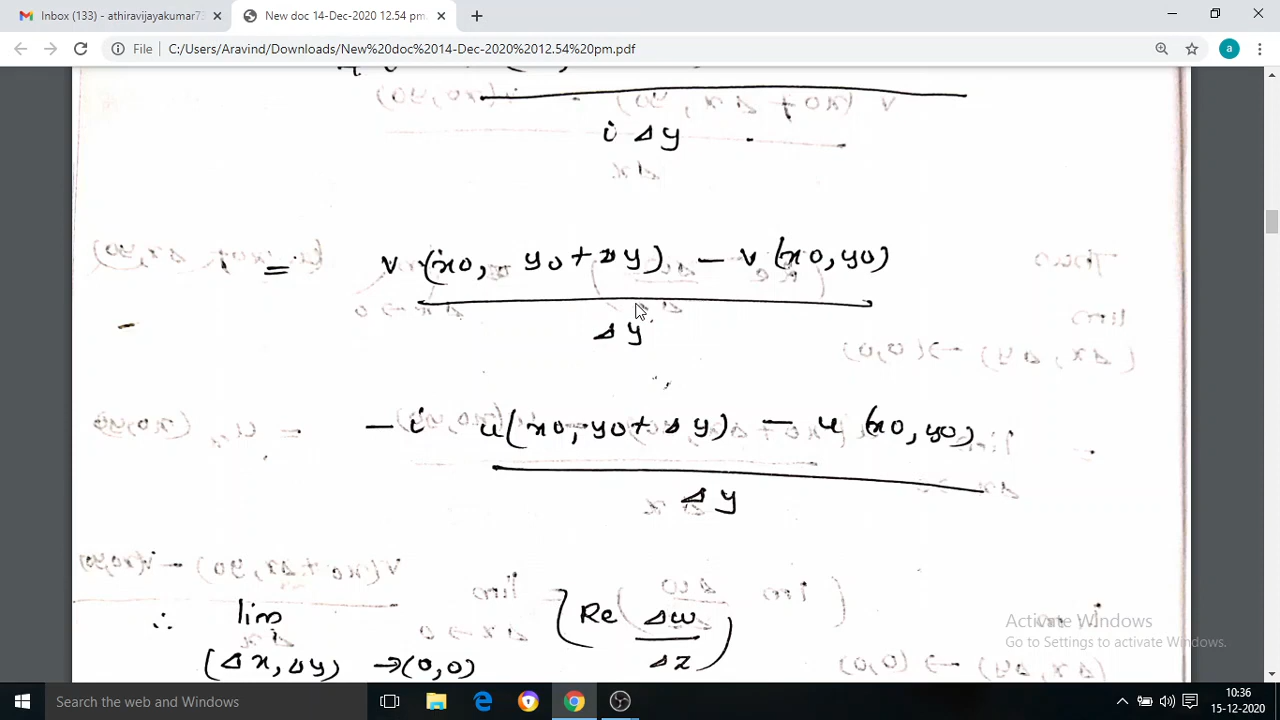 Inbox (133) - athiravijayakumar73
New doc 14-Dec-2020 12.54 pm.
File
C:/Users/Aravind/Downloads/New%20doc%2014-Dec-2020%2012.54%20pm.pdf
a
i Δy
= v(x0, y0+Δy) - v(x0,y0)
Δy
- i u(x0, y0+Δy) - u(x0,y0)
Δy
∴ lim (Re Δw
(Δx, Δy) → (0,0) Δz)
Activate Windows
Go to Settings to activate Windows.
Search the web and Windows
10:36
15-12-2020